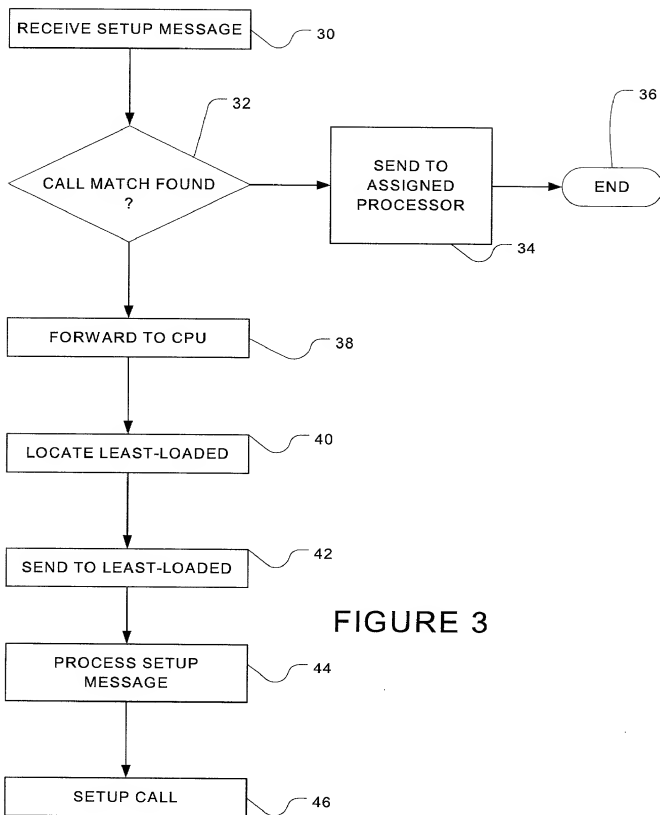 RECEIVE SETUP MESSAGE
30
32
36
CALL MATCH FOUND
?
SEND TO
ASSIGNED
PROCESSOR
END
34
FORWARD TO CPU
38
LOCATE LEAST-LOADED
40
SEND TO LEAST-LOADED
42
FIGURE 3
PROCESS SETUP
MESSAGE
44
SETUP CALL
46